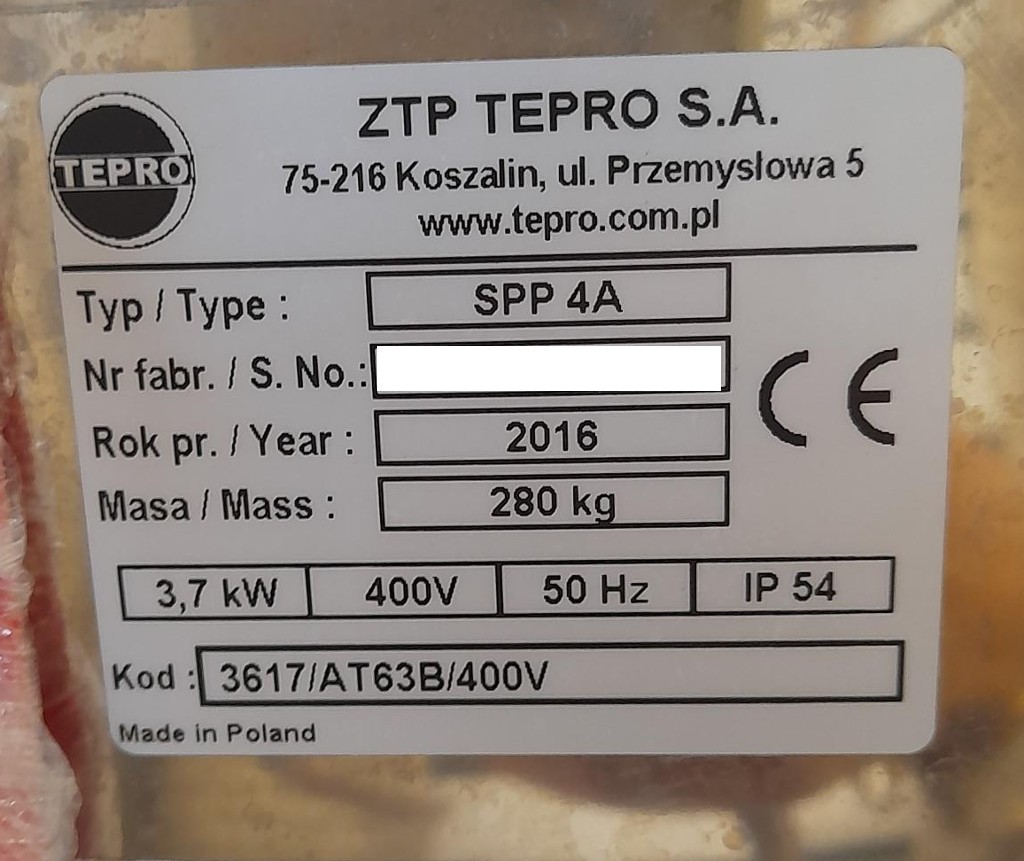 TEPRO
ZTP TEPRO S.A.
75-216 Koszalin, ul. Przemysłowa 5
www.tepro.com.pl
Typ / Type : SPP 4A
Nr fabr. / S. No.:
Rok pr. / Year : 2016
Masa / Mass : 280 kg
CE
3,7 kW 400V 50 Hz IP 54
Kod : 3617/AT63B/400V
Made in Poland